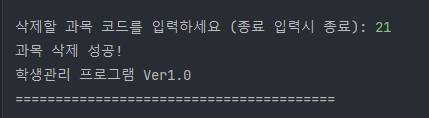 삭제할 과목 코드를 입력하세요 (종료 입력시 종료): 21
과목 삭제 성공!
학생관리 프로그램 Ver1.0
========================================